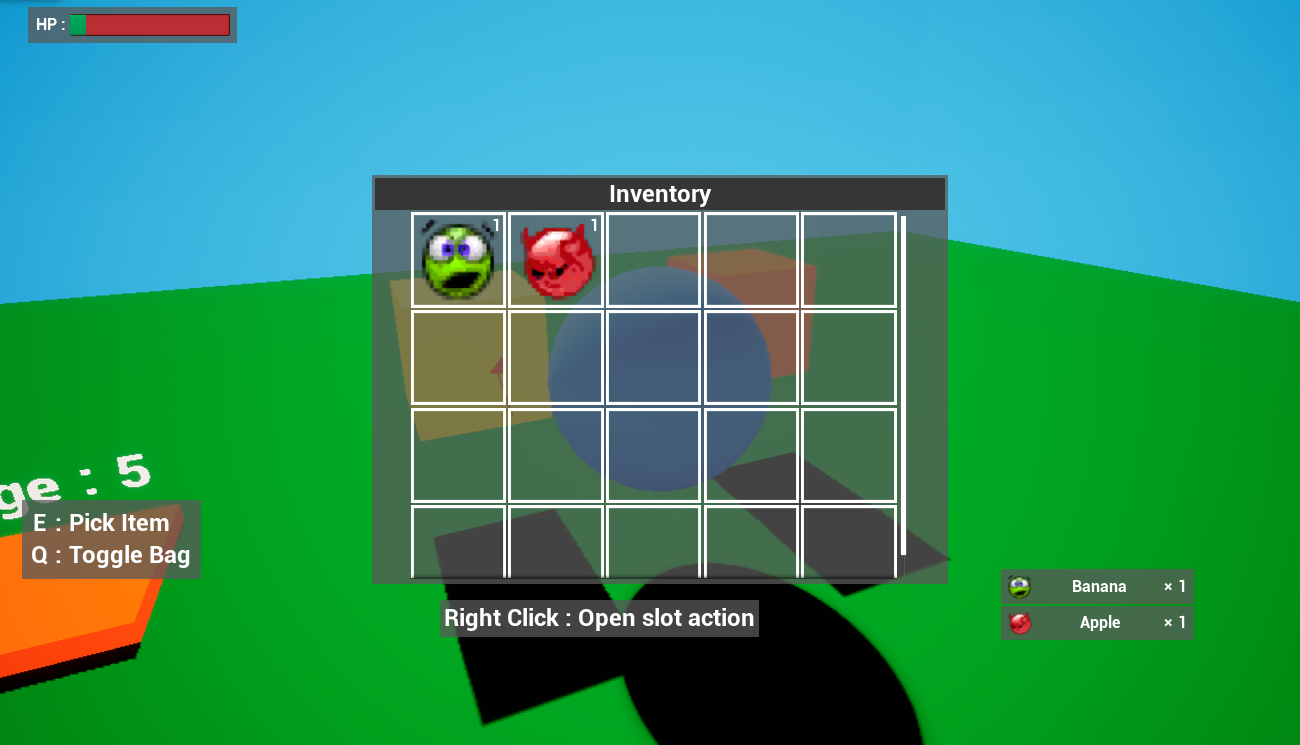 HP :
Inventory
1
1
ge : 5
E : Pick Item
Q : Toggle Bag
Right Click : Open slot action
Banana × 1
Apple × 1